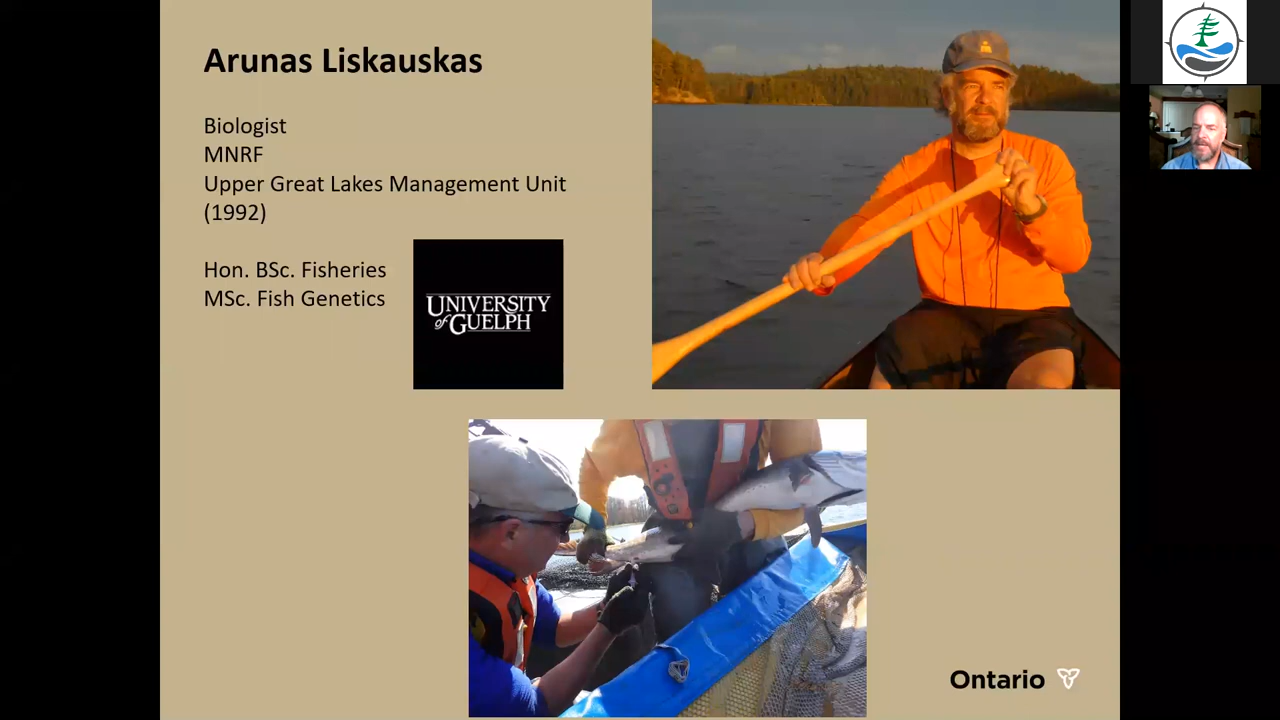 Arunas Liskauskas
Biologist
MNRF
Upper Great Lakes Management Unit
(1992)
Hon. BSc. Fisheries
MSc. Fish Genetics
UNIVERSITY
of GUELPH
Ontario